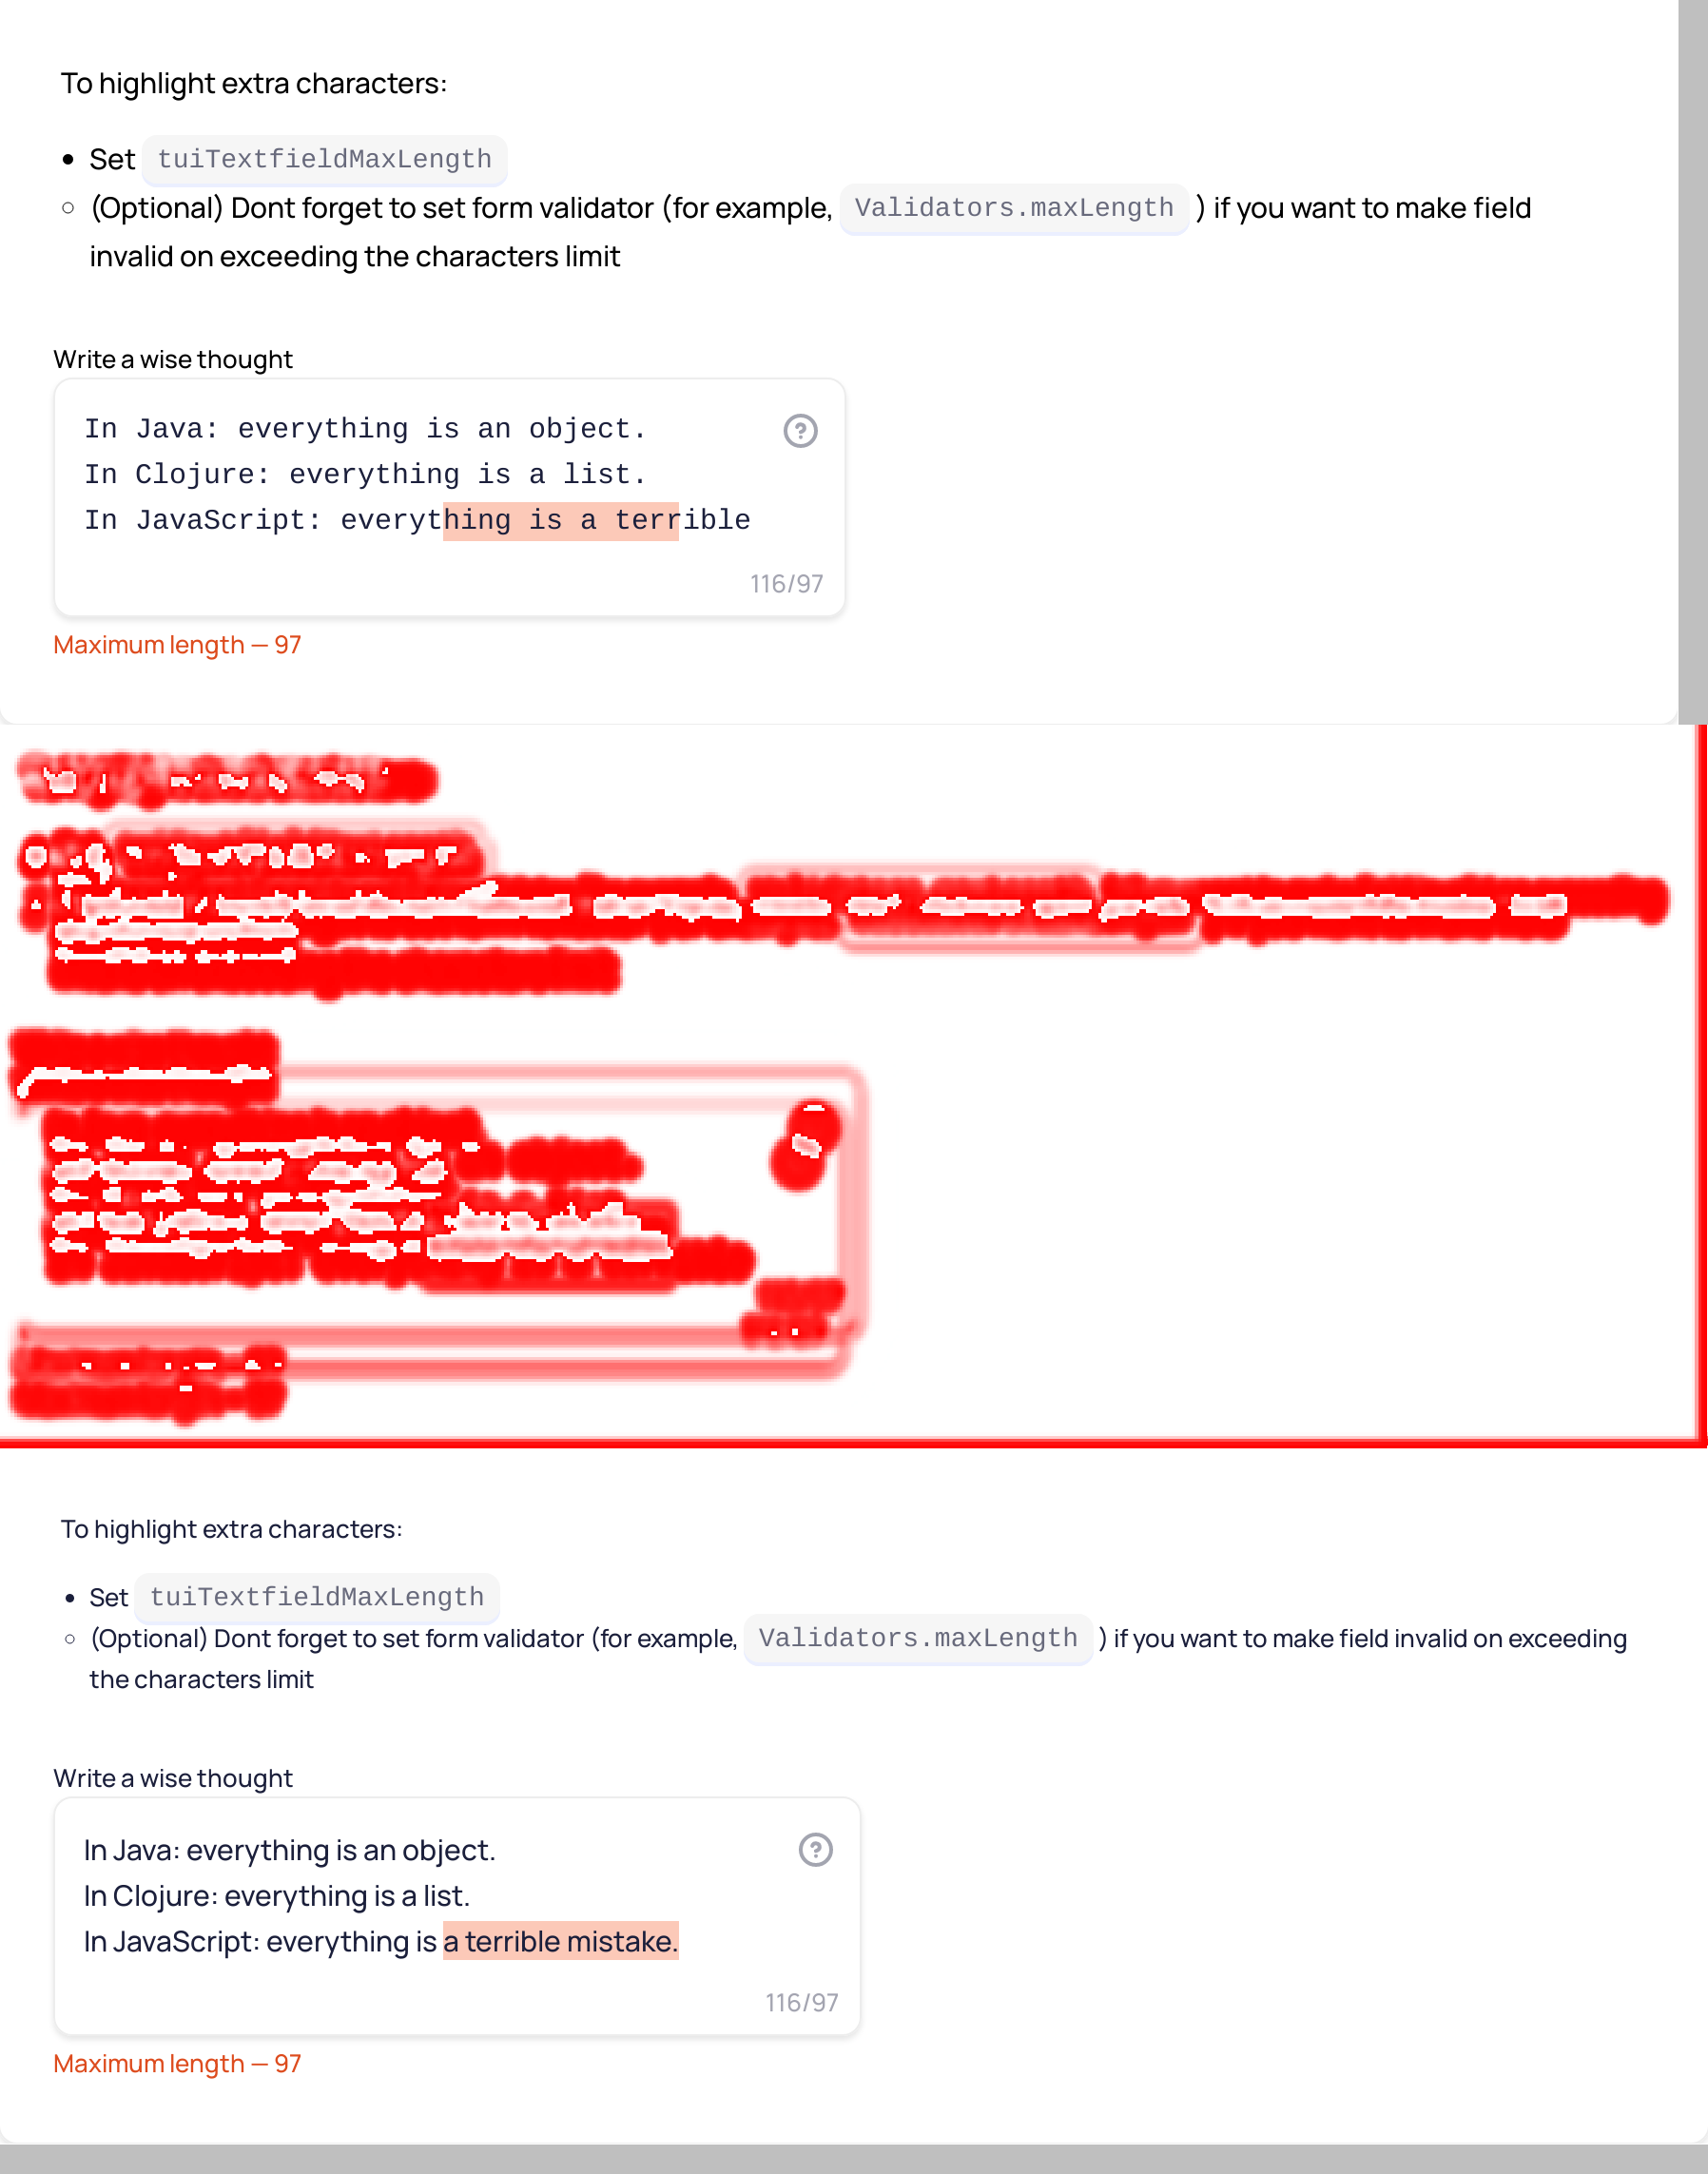 To highlight extra characters:
Set tuiTextfieldMaxLength
(Optional) Dont forget to set form validator (for example, Validators.maxLength ) if you want to make field
invalid on exceeding the characters limit
Write a wise thought
In Java: everything is an object.
In Clojure: everything is a list.
In JavaScript: everything is a terrible
116/97
Maximum length — 97
To highlight extra characters:
Set tuiTextfieldMaxLength
(Optional) Dont forget to set form validator (for example, Validators.maxLength ) if you want to make field invalid on exceeding
the characters limit
Write a wise thought
In Java: everything is an object.
In Clojure: everything is a list.
In JavaScript: everything is a terrible mistake.
116/97
Maximum length — 97